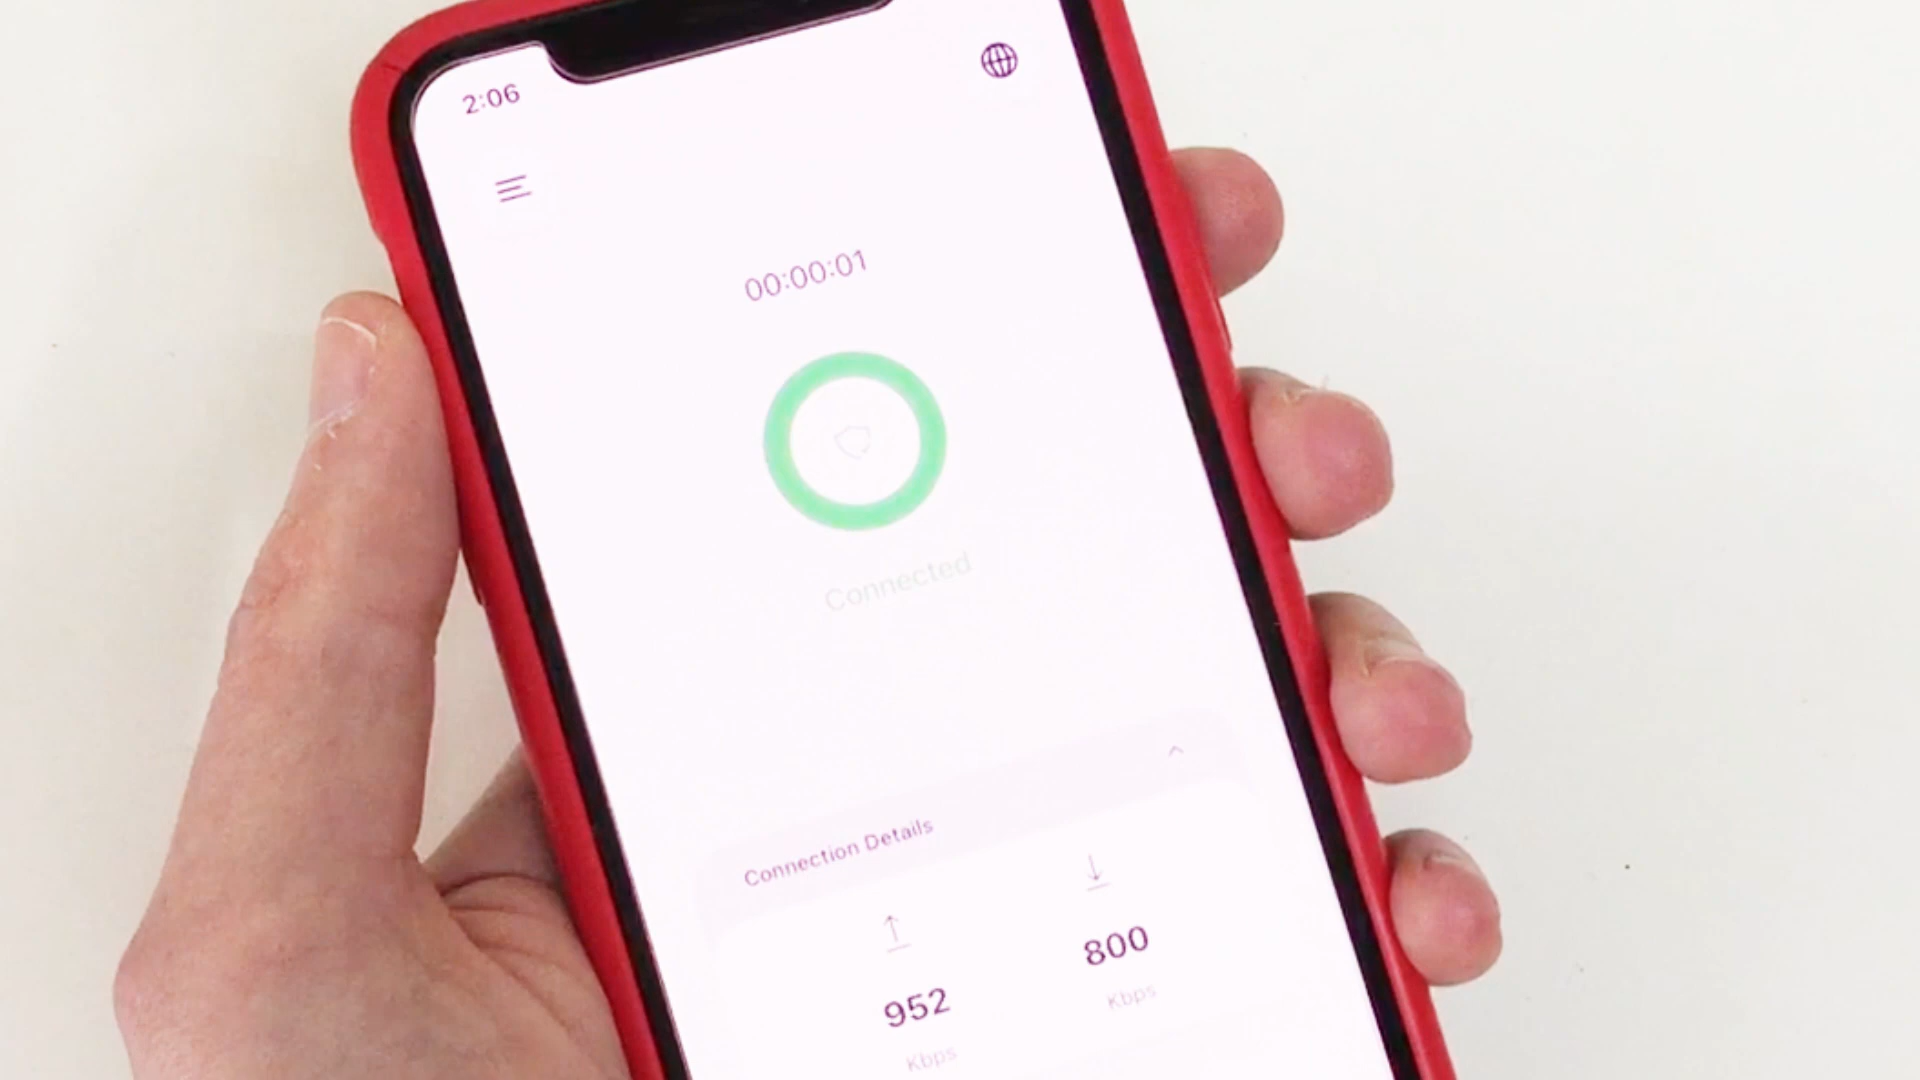 2:06
00:00:01
Connected
Connection Details
952
Kbps
800
Kbps